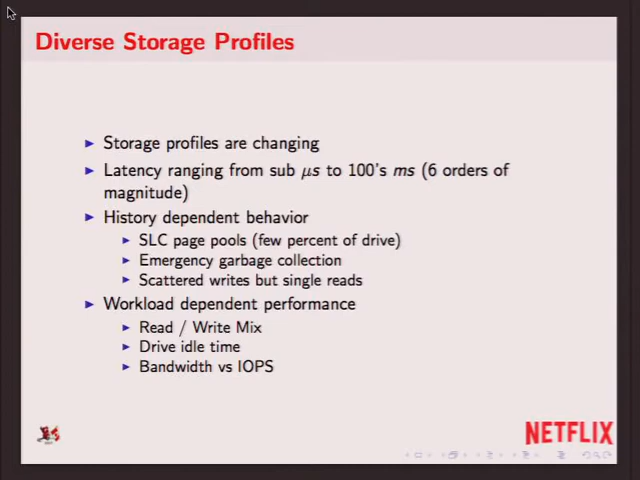 Diverse Storage Profiles
Storage profiles are changing
Latency ranging from sub μs to 100's ms (6 orders of
magnitude)
History dependent behavior
SLC page pools (few percent of drive)
Emergency garbage collection
Scattered writes but single reads
Workload dependent performance
Read / Write Mix
Drive idle time
Bandwidth vs IOPS
NETFLIX